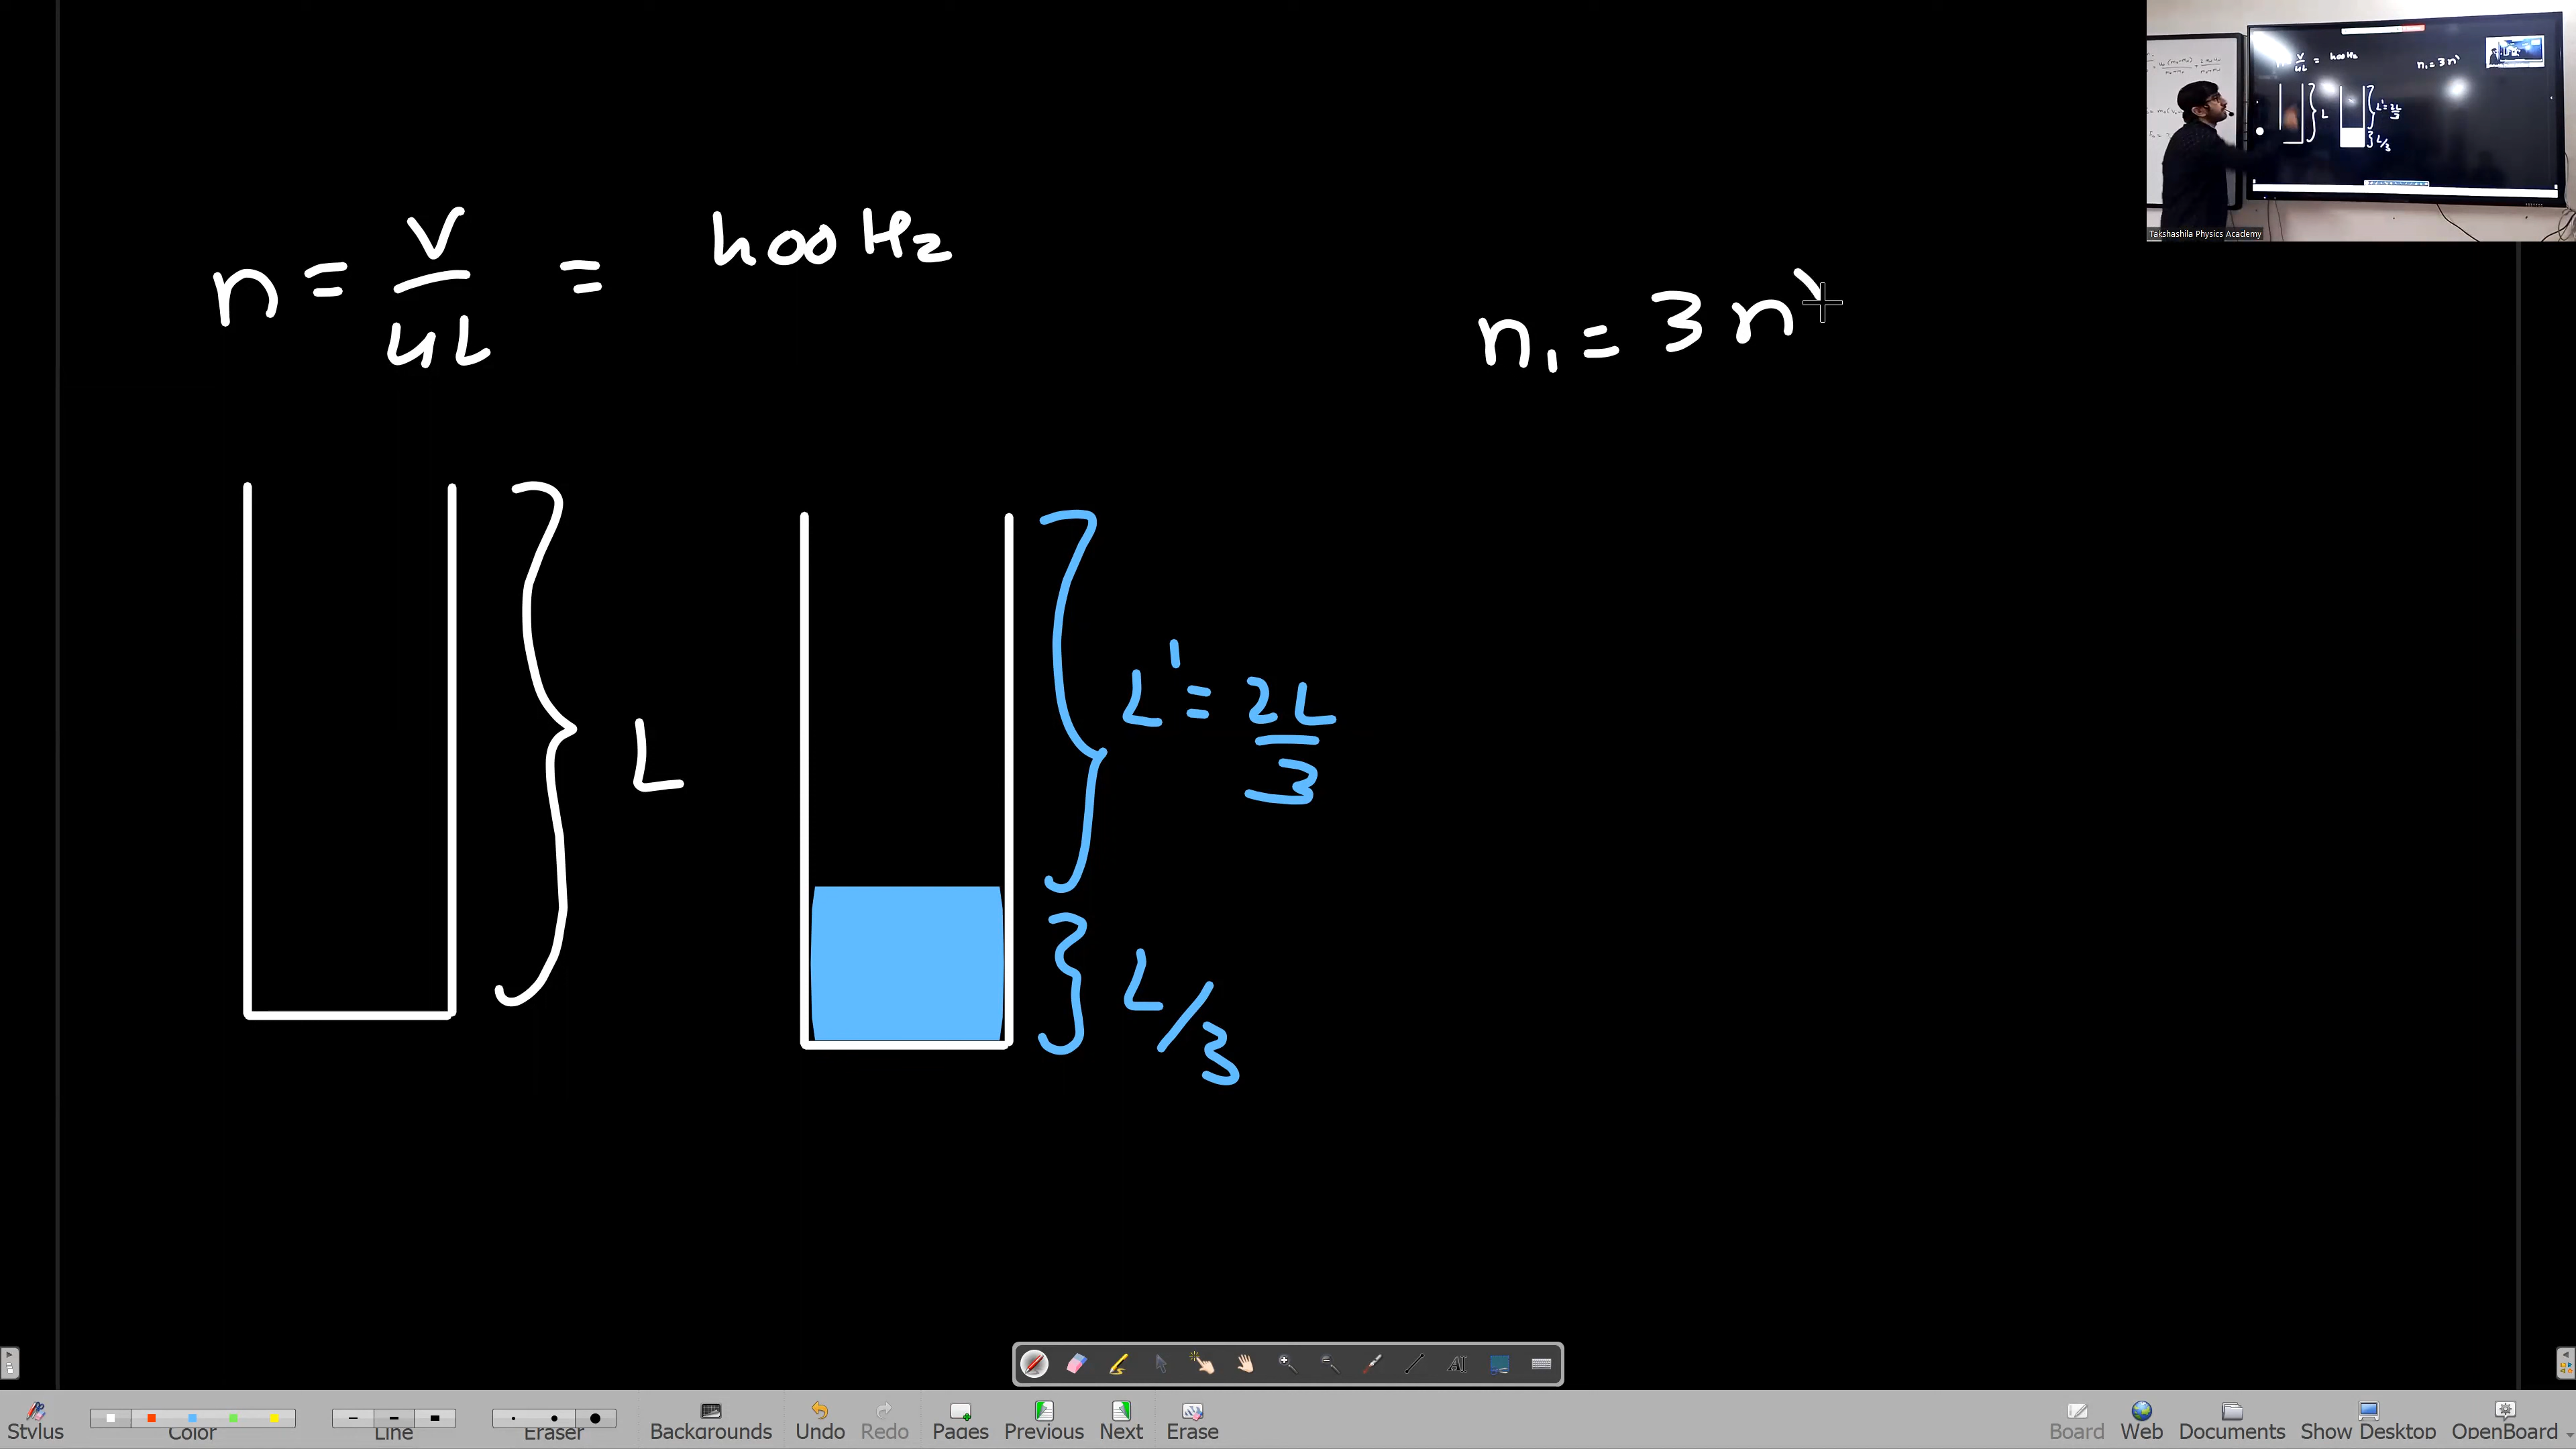 n = V/4L = 400 Hz
n₁ = 3 n'
L
L' = 2L/3
L/3
Takshashila Physics Academy
Stylus
Color
Line
Eraser
Backgrounds
Undo
Redo
Pages
Previous
Next
Erase
Board
Web
Documents
Show Desktop
OpenBoard